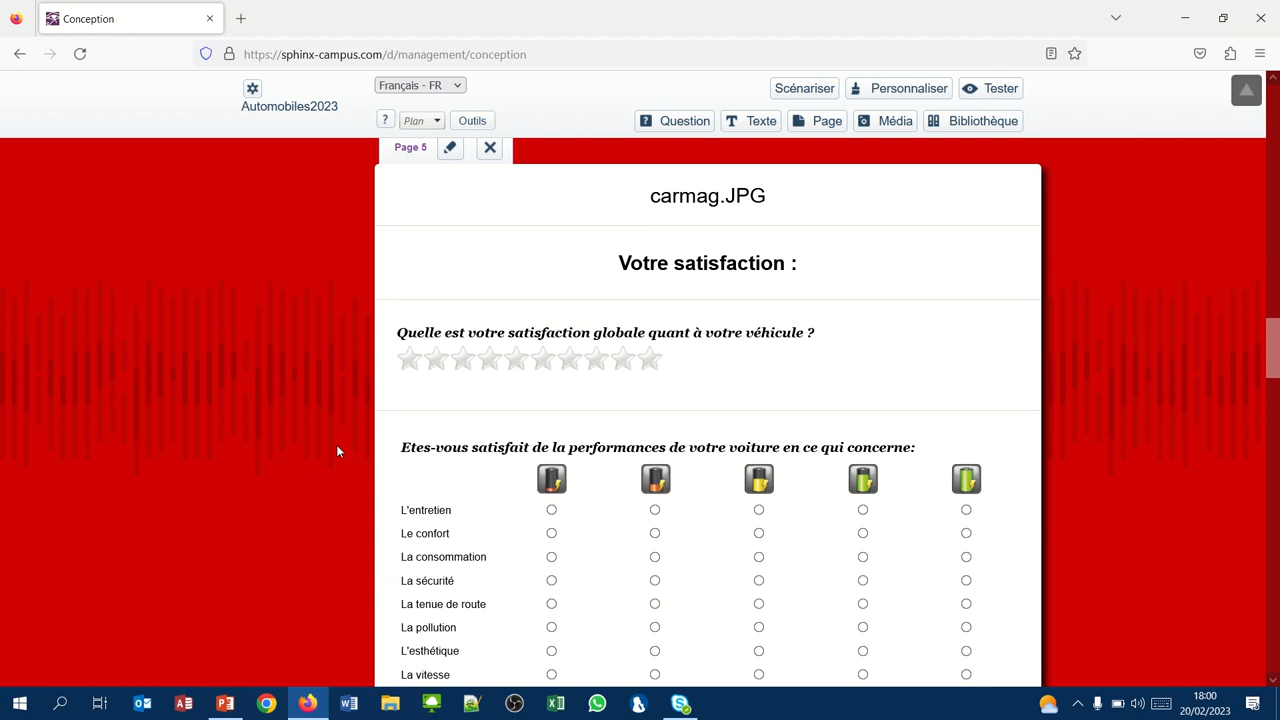 Conception
https://sphinx-campus.com/d/management/conception
Automobiles2023
Français - FR
Scénariser
Personnaliser
Tester
?
Plan
Outils
Question
Texte
Page
Média
Bibliothèque
Page 5
carmag.JPG
Votre satisfaction :
Quelle est votre satisfaction globale quant à votre véhicule ?
Etes-vous satisfait de la performances de votre voiture en ce qui concerne:
L'entretien
Le confort
La consommation
La sécurité
La tenue de route
La pollution
L'esthétique
La vitesse
18:00
20/02/2023